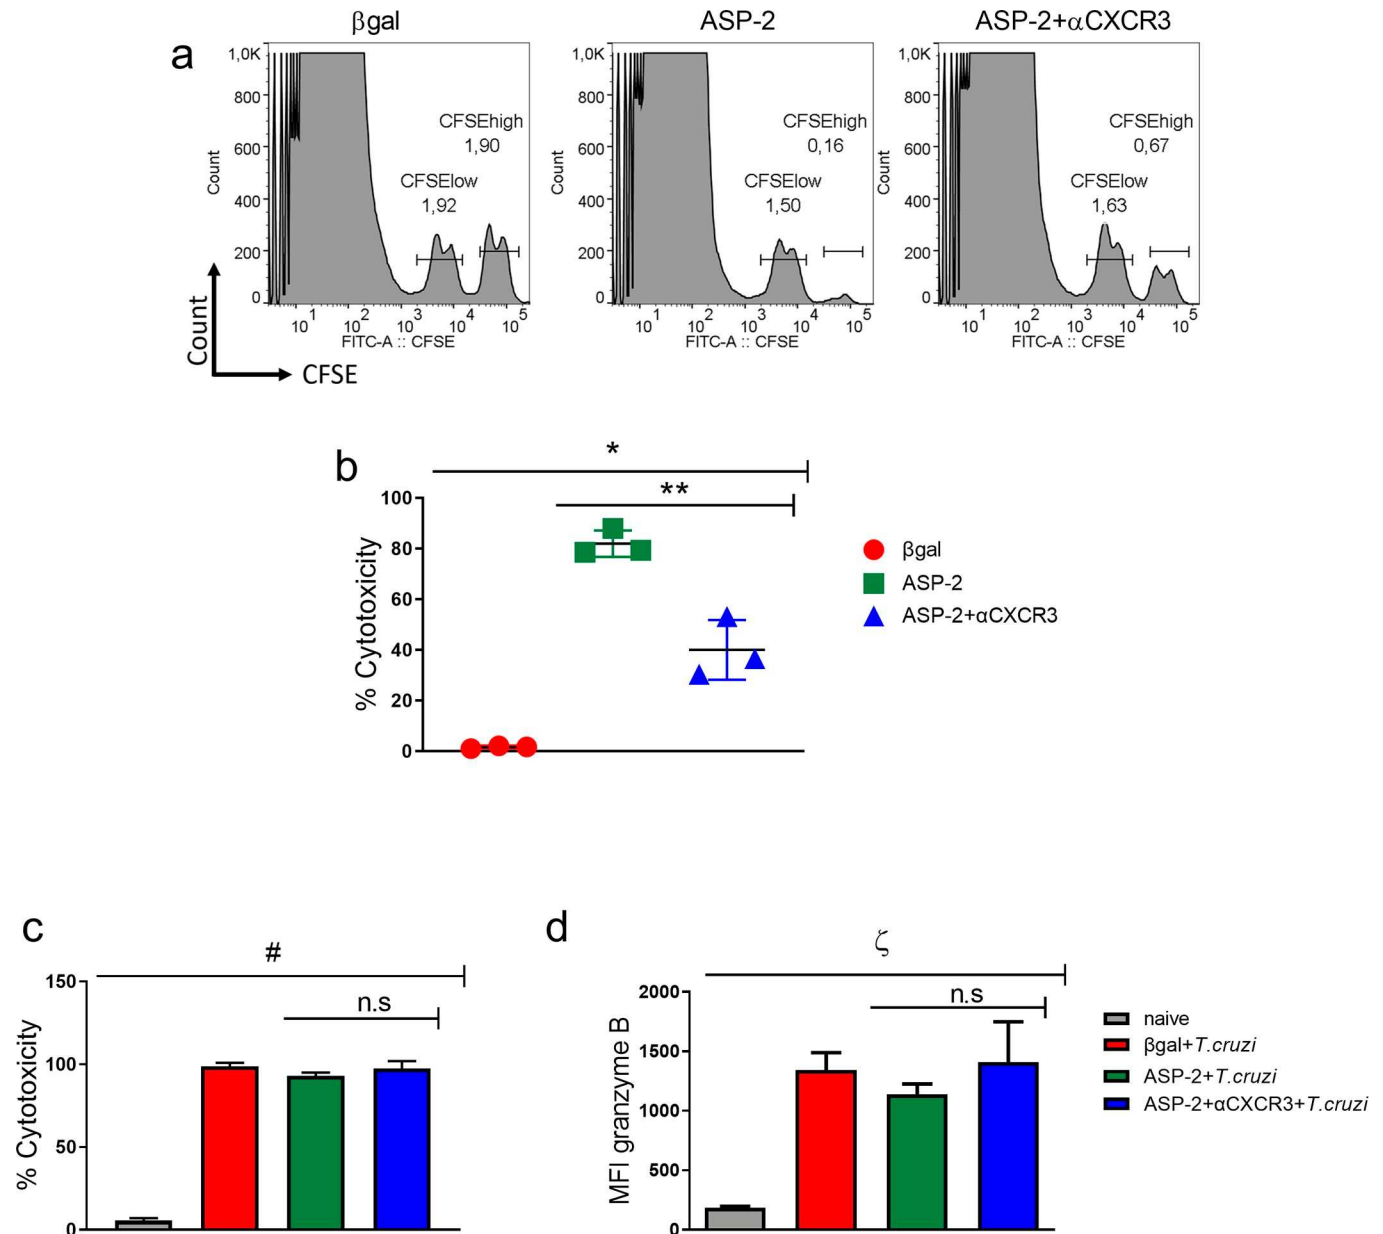 βgal
ASP-2
ASP-2+αCXCR3
a
1,0K
800
600
400
200
0
Count
CFSEhigh
1,90
CFSElow
1,92
10 1
10 2
10 3
10 4
10 5
FITC-A :: CFSE
1,0K
800
600
400
200
0
Count
CFSEhigh
0,16
CFSElow
1,50
10 1
10 2
10 3
10 4
10 5
FITC-A :: CFSE
1,0K
800
600
400
200
0
Count
CFSEhigh
0,67
CFSElow
1,63
10 1
10 2
10 3
10 4
10 5
FITC-A :: CFSE
Count
CFSE
b
*
**
100
80
60
40
20
0
% Cytotoxicity
βgal
ASP-2
ASP-2+αCXCR3
c
#
n.s
150
100
50
0
% Cytotoxicity
d
ζ
n.s
2000
1500
1000
500
0
MFI granzyme B
naive
βgal+T.cruzi
ASP-2+T.cruzi
ASP-2+αCXCR3+T.cruzi